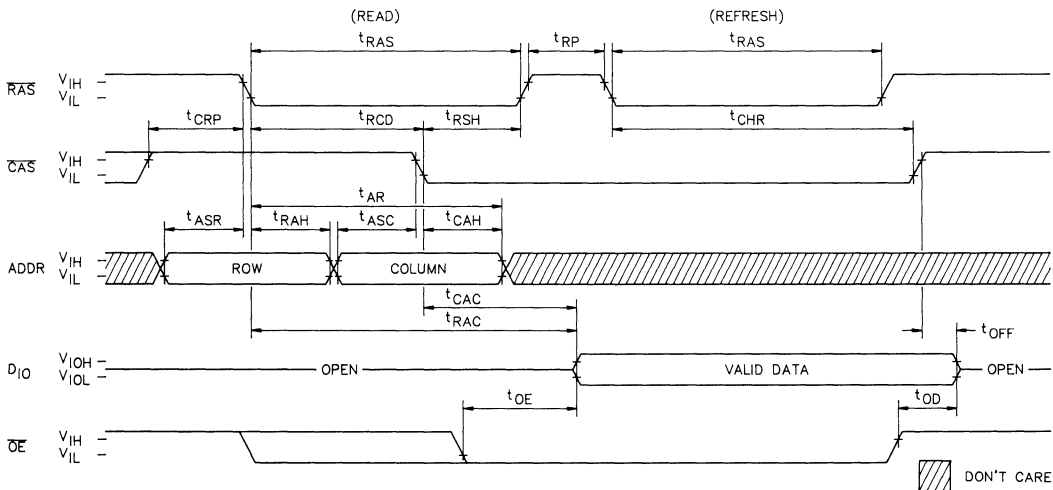 (READ) (REFRESH)
tRAS tRP tRAS
RAS VIH
VIL
tCRP tRCD tRSH tCHR
CAS VIH
VIL
tAR
tASR tRAH tASC tCAH
ADDR VIH
VIL
ROW COLUMN
tCAC
tRAC tOFF
DIO VIOH
VIOL
OPEN VALID DATA OPEN
tOE tOD
OE VIH
VIL
DON'T CARE